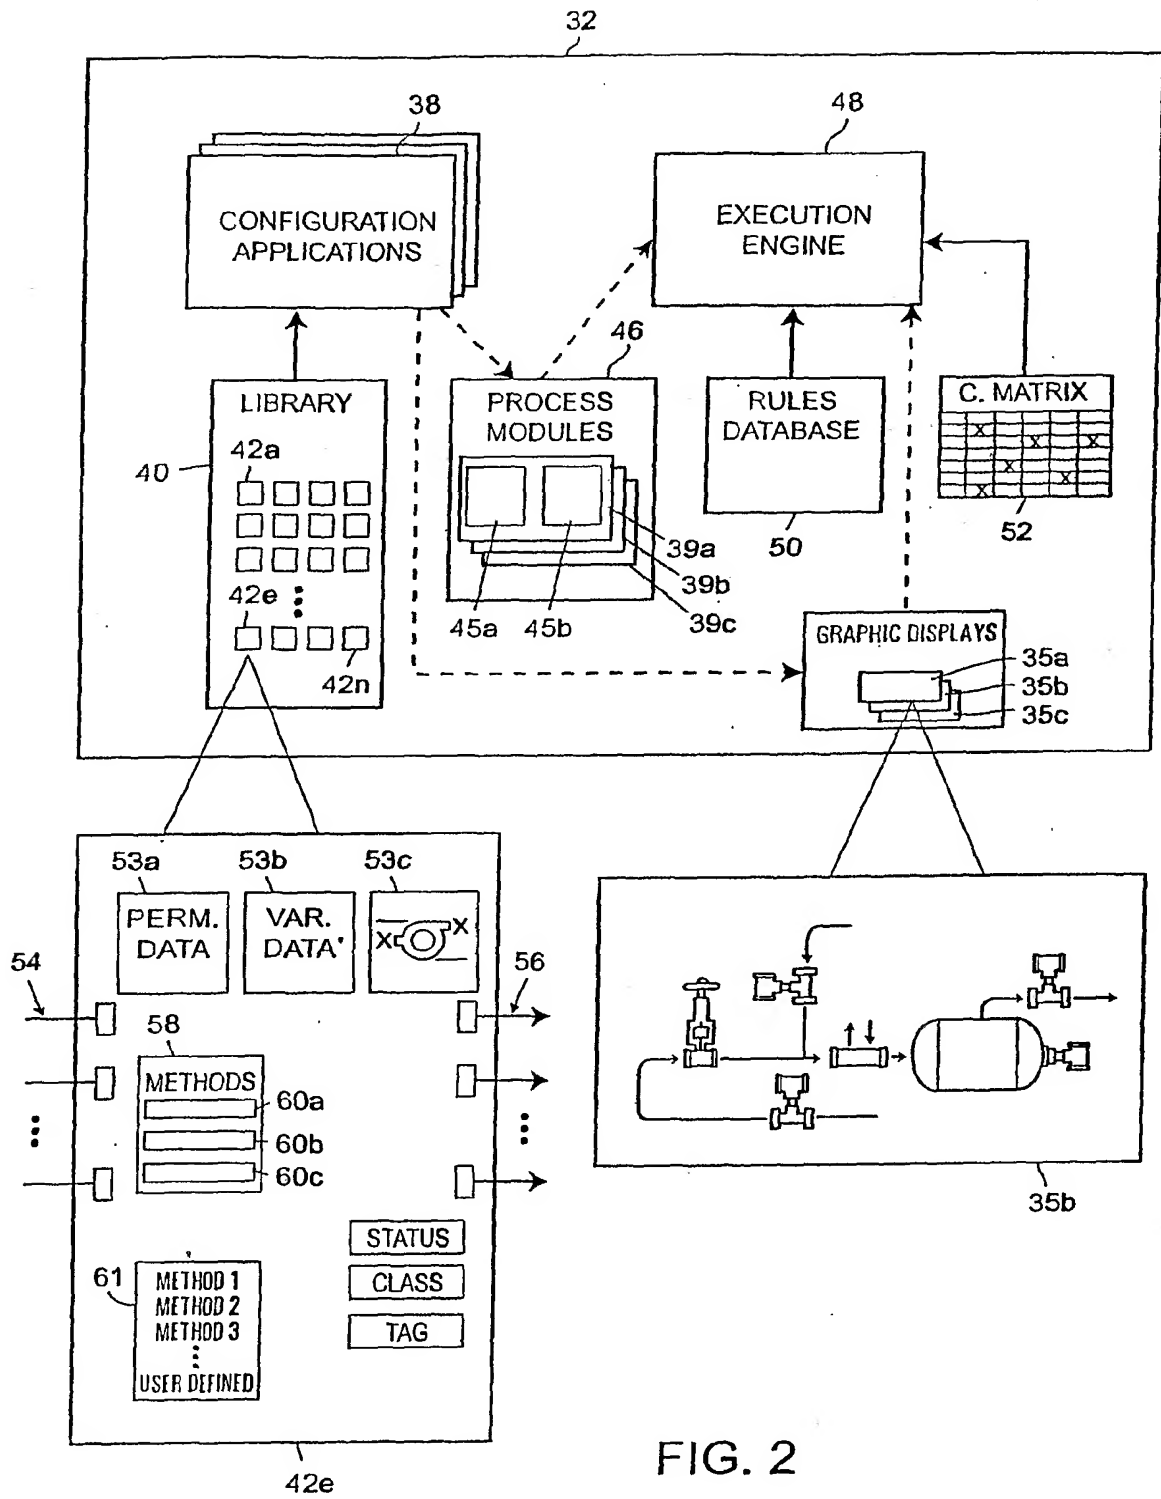 32
38
48
CONFIGURATION
APPLICATIONS
EXECUTION
ENGINE
46
LIBRARY
PROCESS
MODULES
RULES
DATABASE
C. MATRIX
X
X
X
X
X
X
40
42a
42e
42n
39a
39b
39c
45a
45b
50
52
GRAPHIC DISPLAYS
35a
35b
35c
53a
53b
53c
PERM.
DATA
VAR.
DATA'
X
X
54
56
58
METHODS
60a
60b
60c
STATUS
CLASS
TAG
61
METHOD 1
METHOD 2
METHOD 3
USER DEFINED
42e
35b
FIG. 2